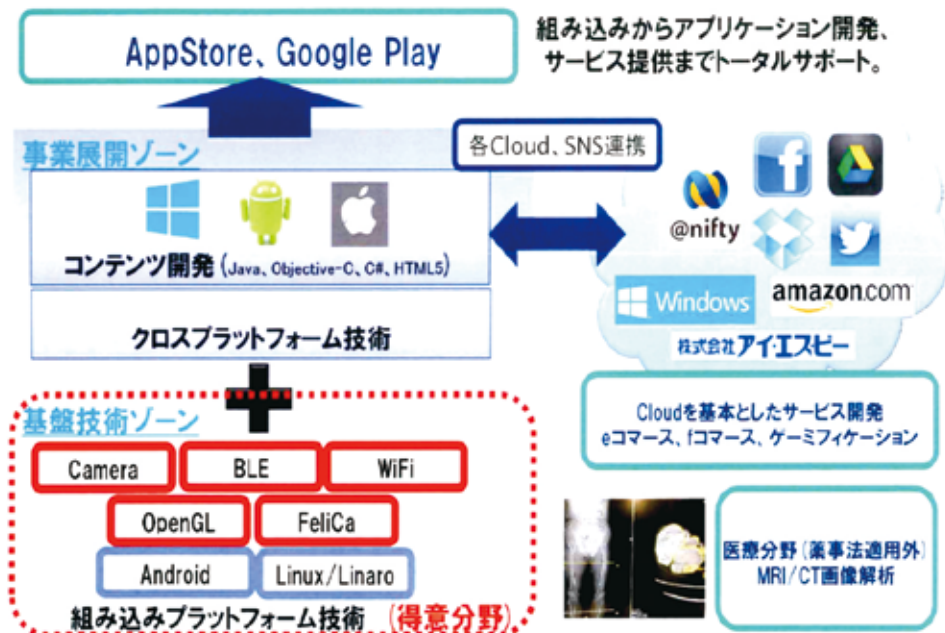 AppStore、Google Play
組み込みからアプリケーション開発、
サービス提供までトータルサポート。
事業展開ゾーン
各Cloud、SNS連携
コンテンツ開発 (Java、Objective-C、C#、HTML5)
クロスプラットフォーム技術
@nifty
Windows
amazon.com
株式会社アイ・エスピー
基盤技術ゾーン
Camera
BLE
WiFi
OpenGL
FeliCa
Android
Linux/Linaro
組み込みプラットフォーム技術 (得意分野)
Cloudを基本としたサービス開発
eコマース、fコマース、ゲーミフィケーション
医療分野(薬事法適用外)
MRI/CT画像解析